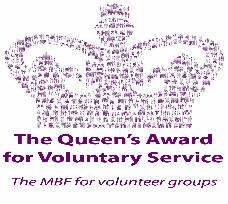 The Queen's Award
for Voluntary Service
The MBE for volunteer groups